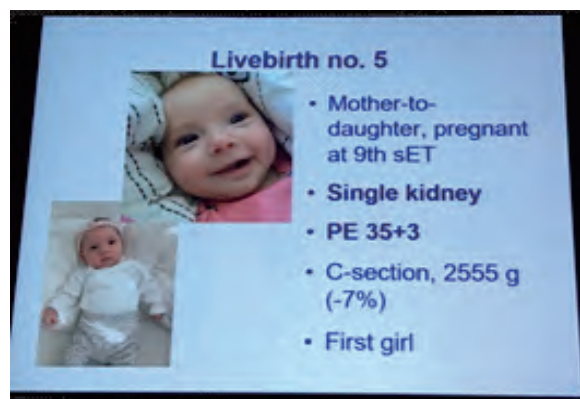 Livebirth no. 5
• Mother-to-
daughter, pregnant
at 9th sET
• Single kidney
• PE 35+3
• C-section, 2555 g
(-7%)
• First girl